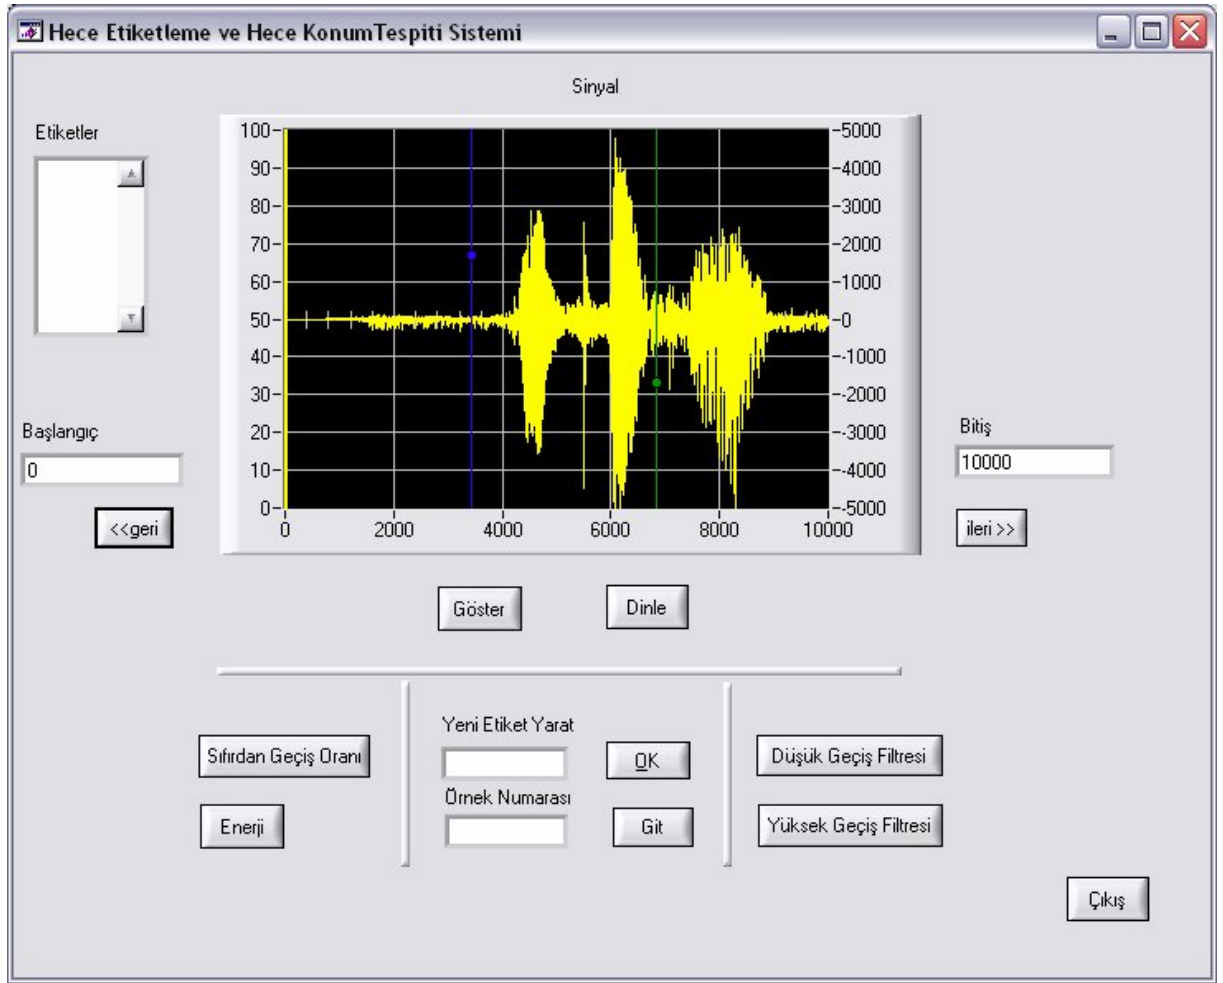 Hece Etiketleme ve Hece KonumTespiti Sistemi
Sinyal
Etiketler
100
90
80
70
60
50
40
30
20
10
0
5000
4000
3000
2000
1000
0
-1000
-2000
-3000
-4000
-5000
0 2000 4000 6000 8000 10000
Başlangıç
0
<<geri
Bitiş
10000
ileri >>
Göster Dinle
Sıfırdan Geçiş Oranı
Enerji
Yeni Etiket Yarat
OK
Örnek Numarası
Git
Düşük Geçiş Filtresi
Yüksek Geçiş Filtresi
Çıkış